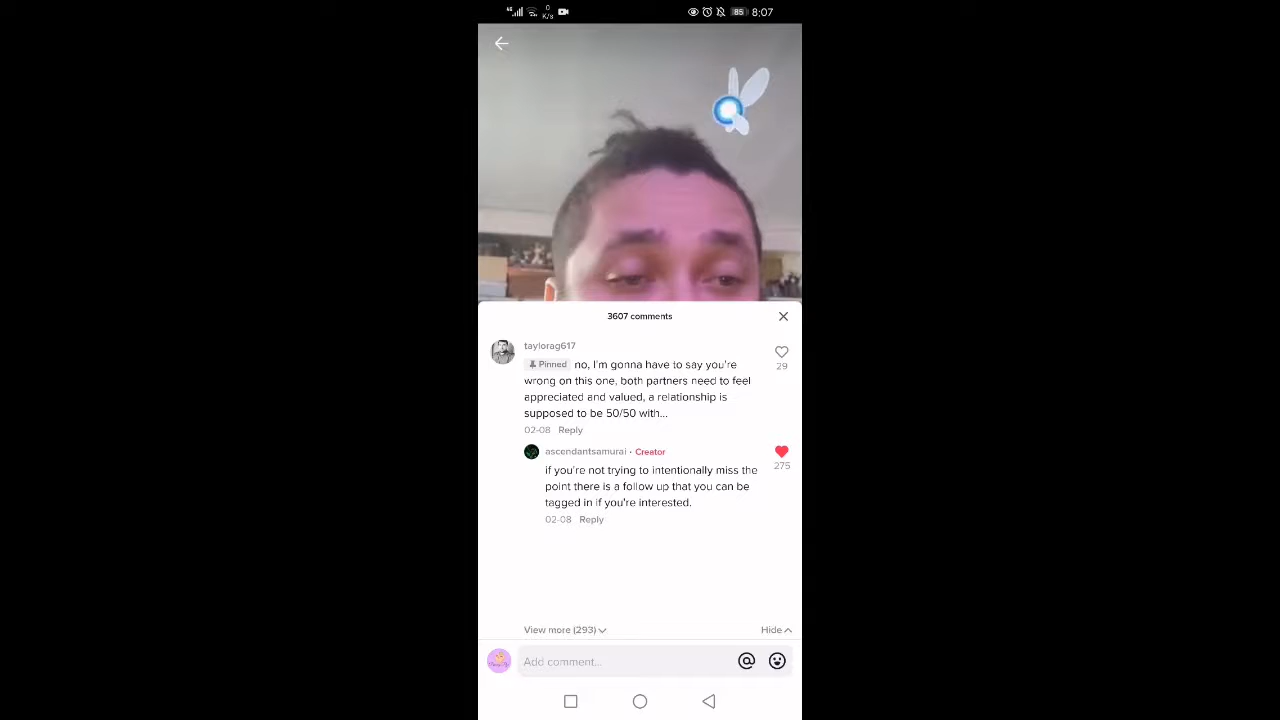 4G 0 K/s 85 8:07
3607 comments
taylorag617
Pinned no, I'm gonna have to say you're
wrong on this one, both partners need to feel
appreciated and valued, a relationship is
supposed to be 50/50 with...
29
02-08 Reply
ascendantsamurai · Creator
if you're not trying to intentionally miss the
point there is a follow up that you can be
tagged in if you're interested.
275
02-08 Reply
View more (293) Hide
Add comment...